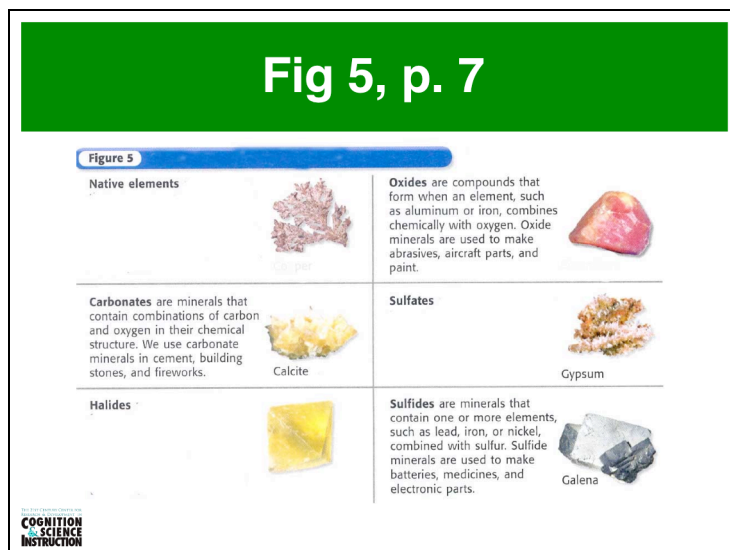 Fig 5, p. 7
Figure 5
Native elements
Oxides are compounds that
form when an element, such
as aluminum or iron, combines
chemically with oxygen. Oxide
minerals are used to make
abrasives, aircraft parts, and
paint.
Carbonates are minerals that
contain combinations of carbon
and oxygen in their chemical
structure. We use carbonate
minerals in cement, building
stones, and fireworks.
Calcite
Sulfates
Gypsum
Halides
Sulfides are minerals that
contain one or more elements,
such as lead, iron, or nickel,
combined with sulfur. Sulfide
minerals are used to make
batteries, medicines, and
electronic parts.
Galena
COGNITION
& SCIENCE
INSTRUCTION